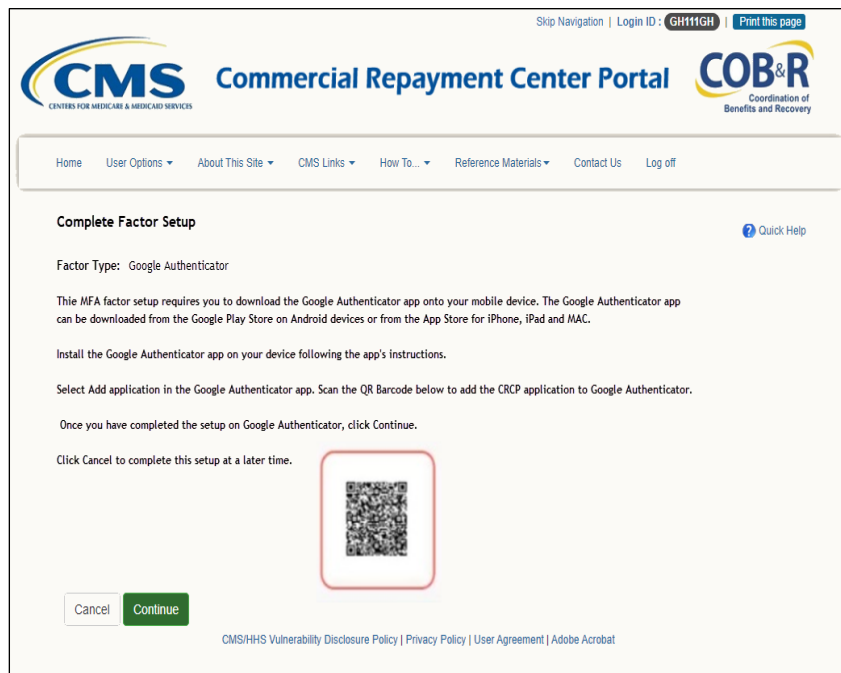 Skip Navigation | Login ID : GH111GH | Print this page
CMS
CENTERS FOR MEDICARE & MEDICAID SERVICES
Commercial Repayment Center Portal
COB&R
Coordination of
Benefits and Recovery
Home User Options About This Site CMS Links How To... Reference Materials Contact Us Log off
Complete Factor Setup
Quick Help
Factor Type: Google Authenticator
This MFA factor setup requires you to download the Google Authenticator app onto your mobile device. The Google Authenticator app
can be downloaded from the Google Play Store on Android devices or from the App Store for iPhone, iPad and MAC.
Install the Google Authenticator app on your device following the app's instructions.
Select Add application in the Google Authenticator app. Scan the QR Barcode below to add the CRCP application to Google Authenticator.
Once you have completed the setup on Google Authenticator, click Continue.
Click Cancel to complete this setup at a later time.
Cancel Continue
CMS/HHS Vulnerability Disclosure Policy | Privacy Policy | User Agreement | Adobe Acrobat